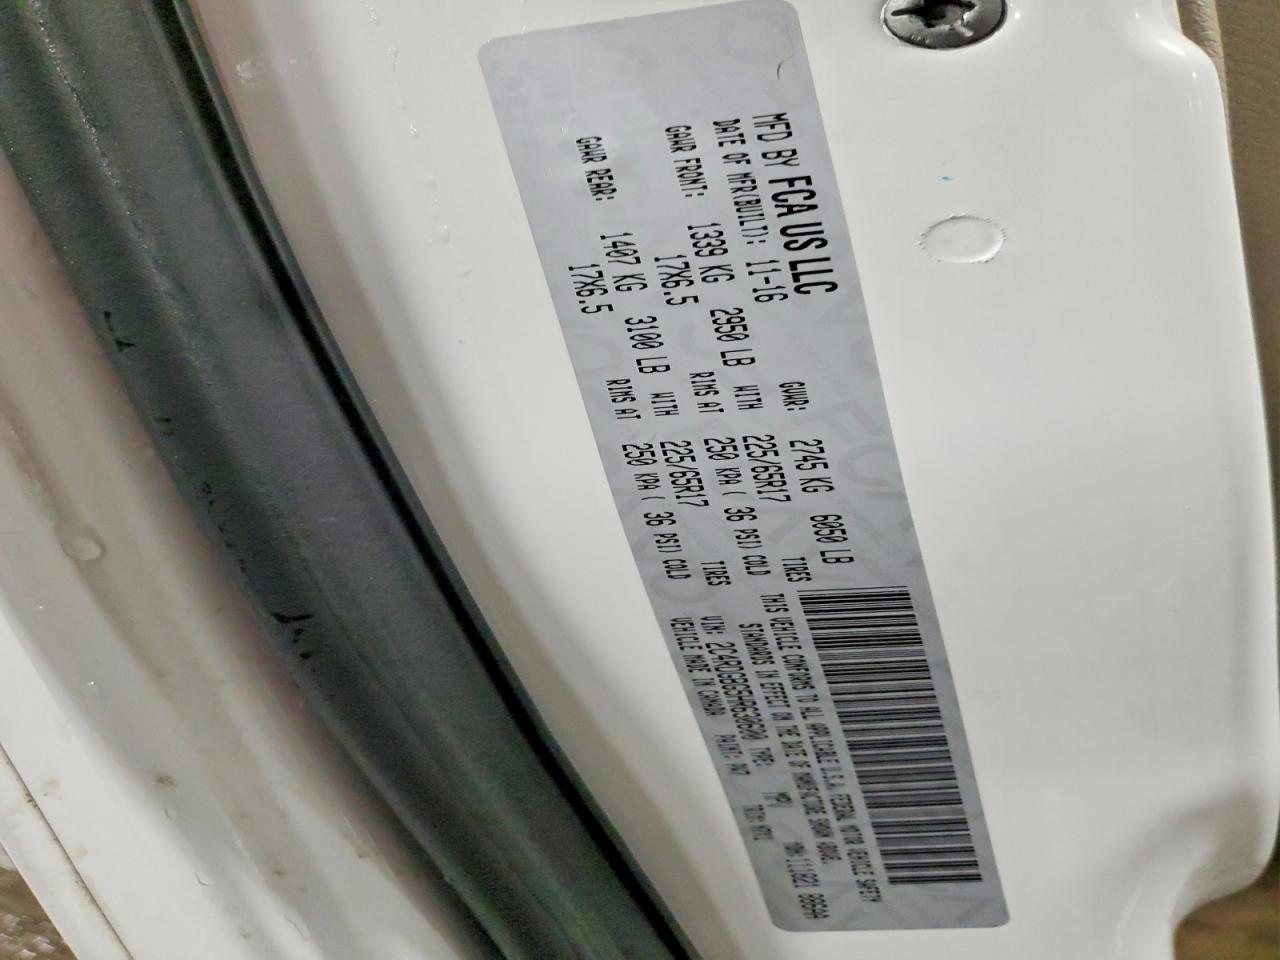 MFD BY FCA US LLC
DATE OF MFR(BUILT): 11-16 GVWR: 2745 KG 6050 LB
GAWR FRONT: 1339 KG 2950 LB WITH 225/65R17 TIRES
17X6.5 RIMS AT 250 KPA( 36 PSI) COLD
GAWR REAR: 1407 KG 3100 LB WITH 225/65R17 TIRES
17X6.5 RIMS AT 250 KPA( 36 PSI) COLD
THIS VEHICLE CONFORMS TO ALL APPLICABLE U.S.A. FEDERAL MOTOR VEHICLE SAFETY
STANDARDS IN EFFECT ON THE DATE OF MANUFACTURE SHOWN ABOVE.
VIN: TYPE: MPV
VEHICLE MADE IN CANADA PAINT: PW7